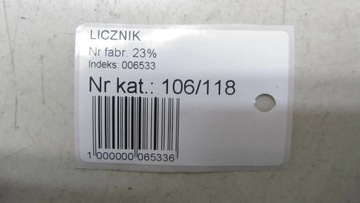 LICZNIK
Nr fabr. 23%
Indeks: 006533
Nr kat.: 106/118
1 000000 065336